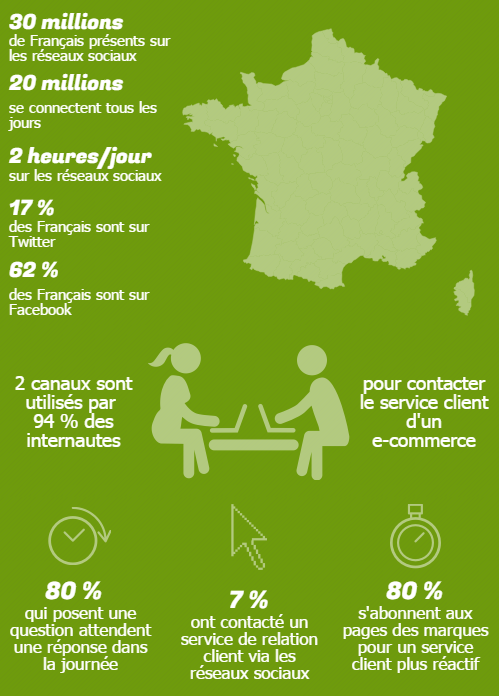 30 millions
de Français présents sur
les réseaux sociaux
20 millions
se connectent tous les
jours
2 heures/jour
sur les réseaux sociaux
17 %
des Français sont sur
Twitter
62 %
des Français sont sur
Facebook
2 canaux sont
utilisés par
94 % des
internautes
pour contacter
le service client
d'un
e-commerce
80 %
qui posent une
question attendent
une réponse dans
la journée
7 %
ont contacté un
service de relation
client via les
réseaux sociaux
80 %
s'abonnent aux
pages des marques
pour un service
client plus réactif